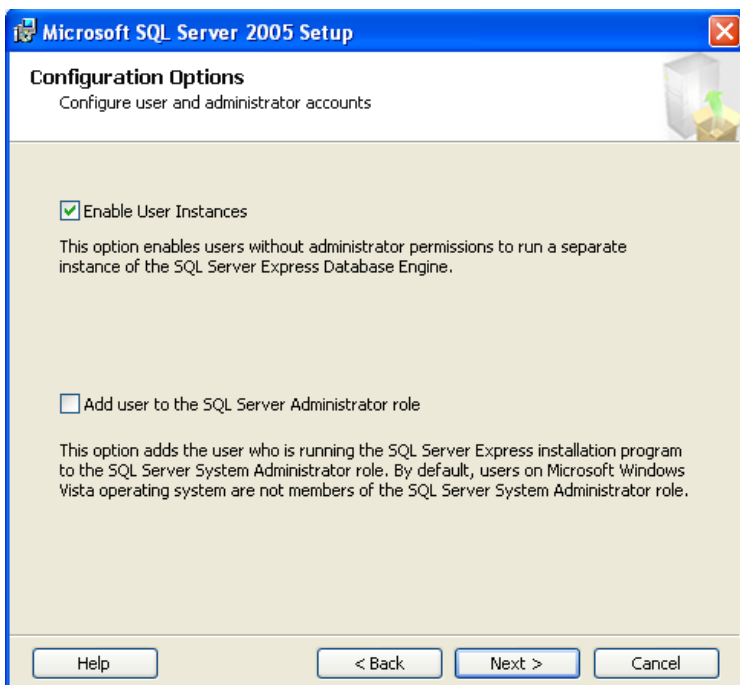 Microsoft SQL Server 2005 Setup
Configuration Options
Configure user and administrator accounts
Enable User Instances
This option enables users without administrator permissions to run a separate
instance of the SQL Server Express Database Engine.
Add user to the SQL Server Administrator role
This option adds the user who is running the SQL Server Express installation program
to the SQL Server System Administrator role. By default, users on Microsoft Windows
Vista operating system are not members of the SQL Server System Administrator role.
Help
< Back
Next >
Cancel